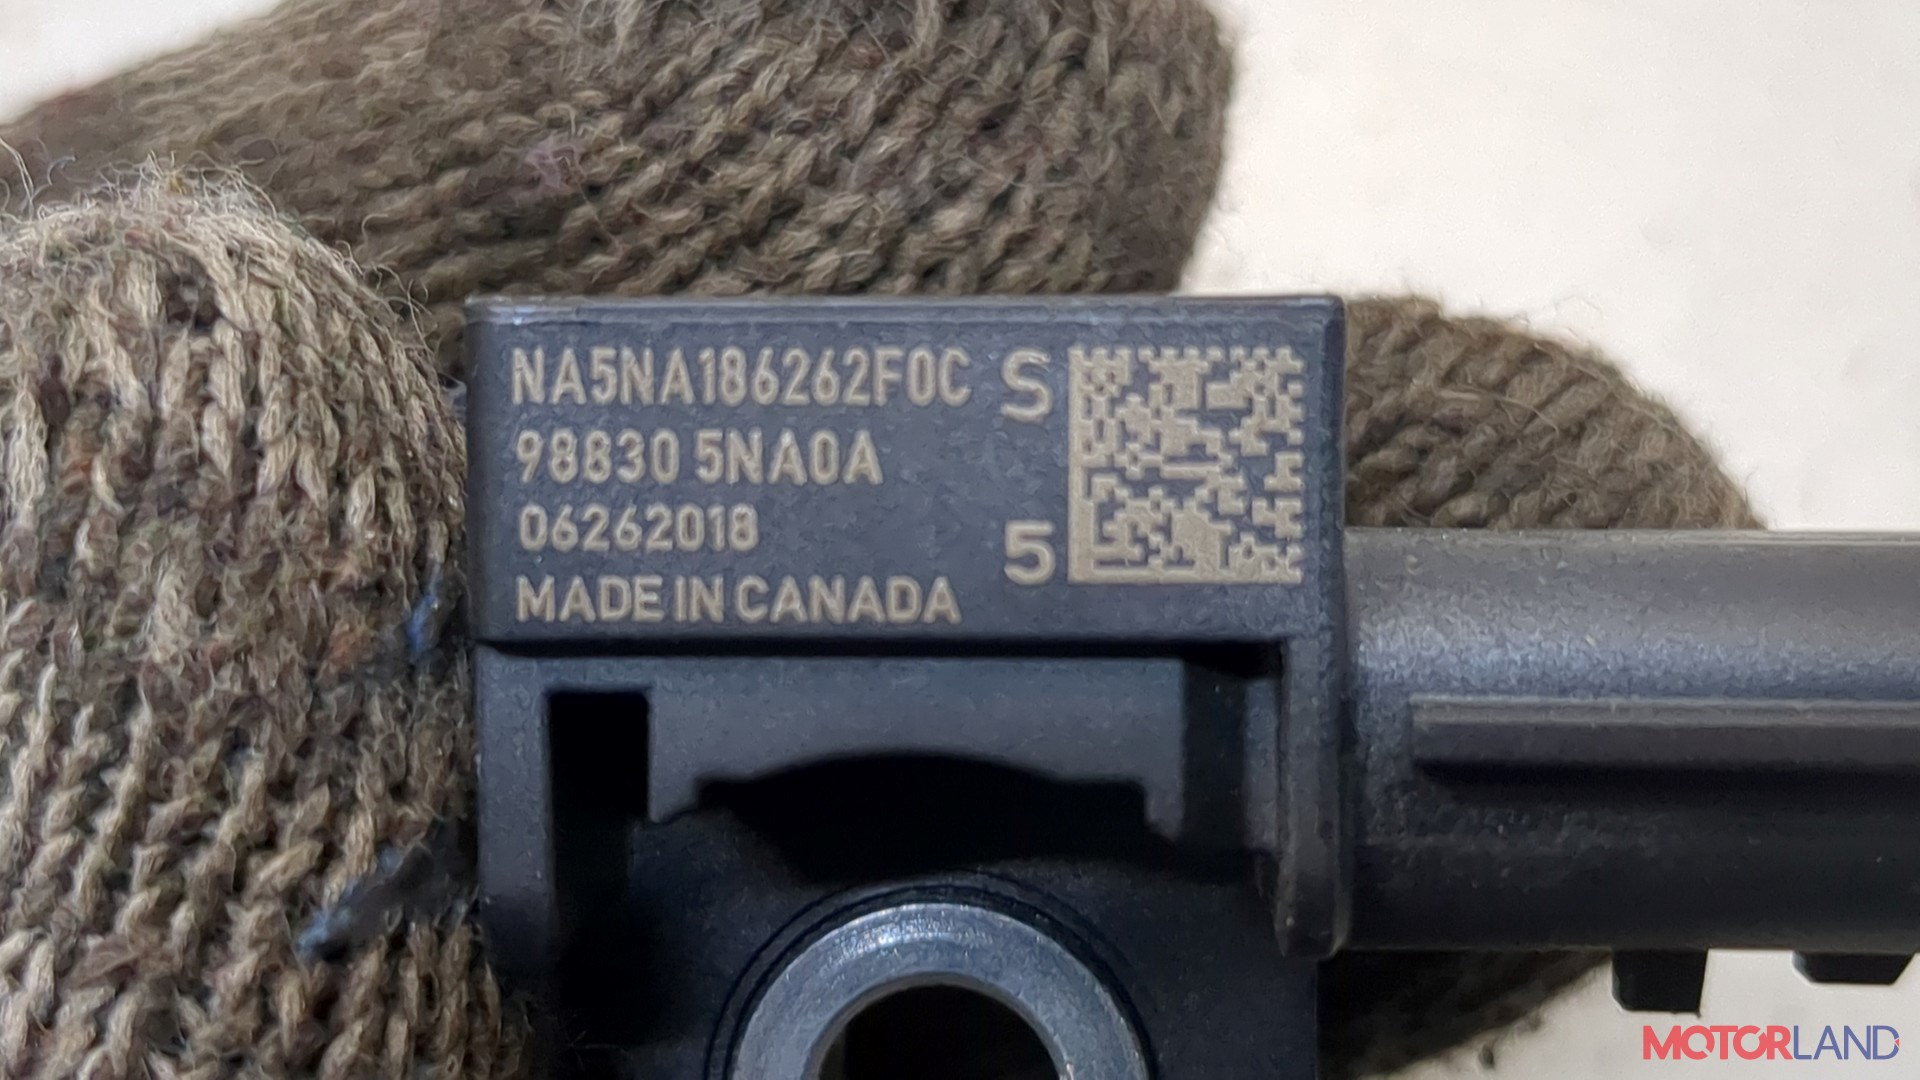 NA5NA186262F0C S
98830 5NA0A
06262018 5
MADE IN CANADA
MOTORLAND